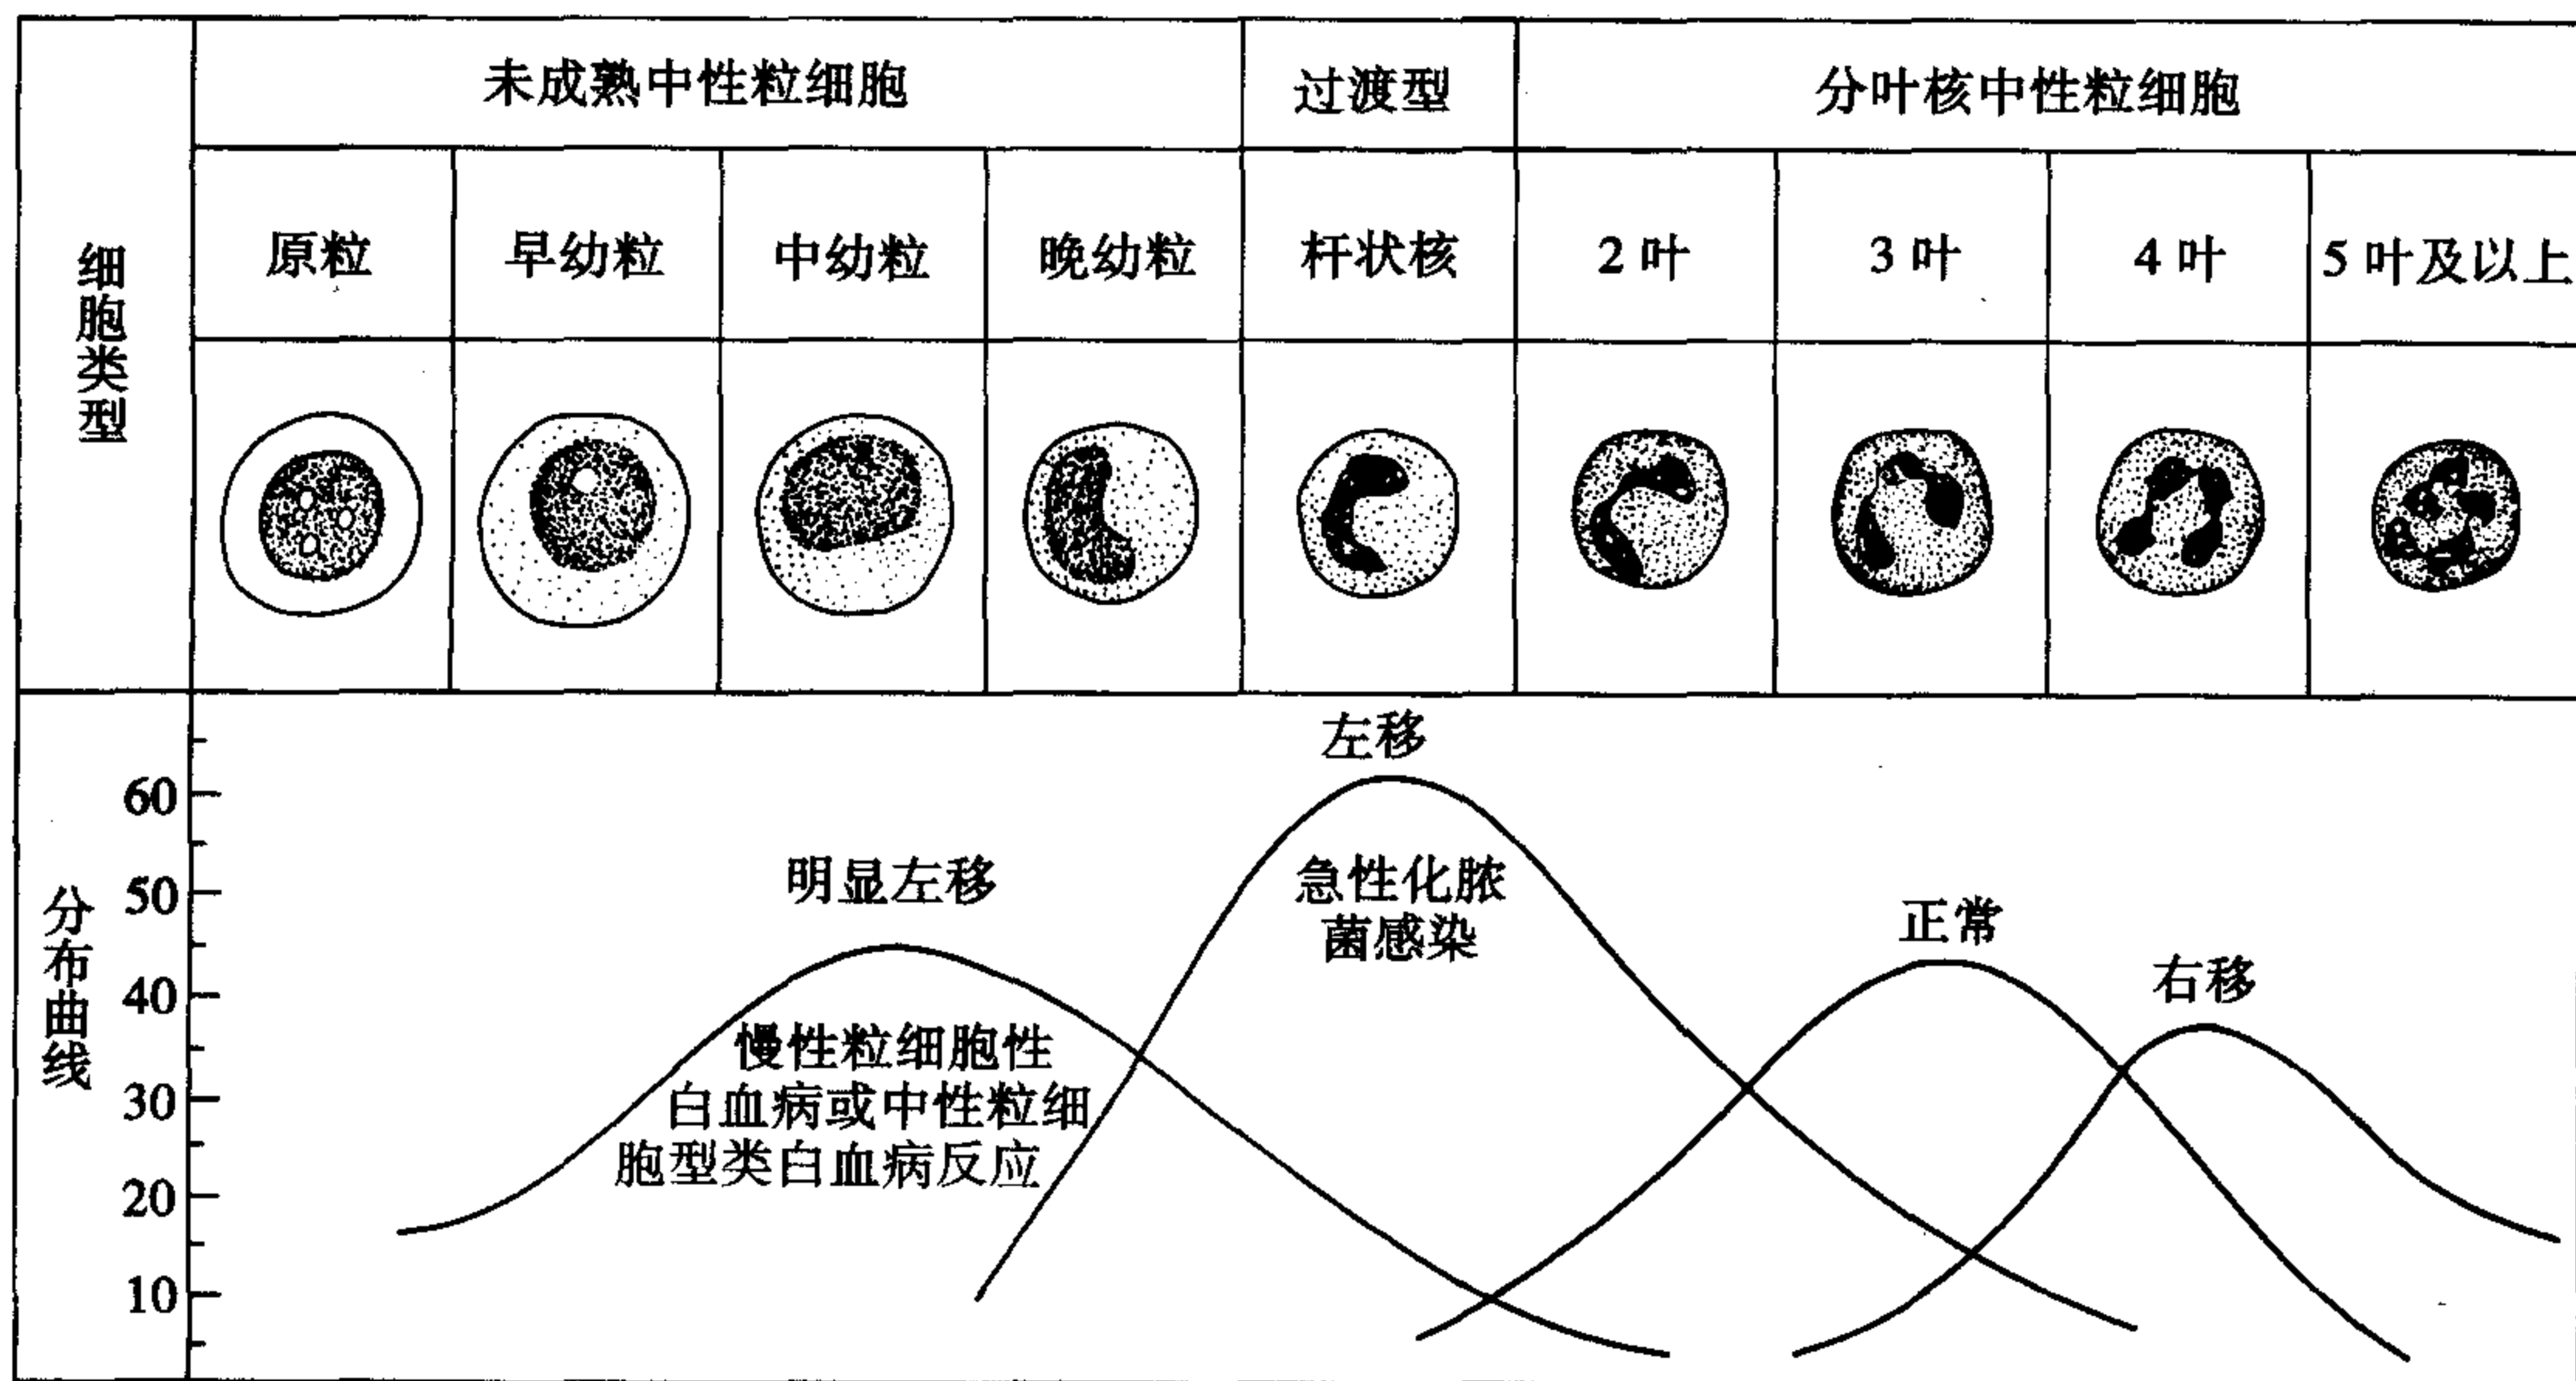 细胞类型
未成熟中性粒细胞
过渡型
分叶核中性粒细胞
原粒
早幼粒
中幼粒
晚幼粒
杆状核
2叶
3叶
4叶
5叶及以上
分布曲线
60
50
40
30
20
10
明显左移
慢性粒细胞性
白血病或中性粒细
胞型类白血病反应
左移
急性化脓
菌感染
正常
右移